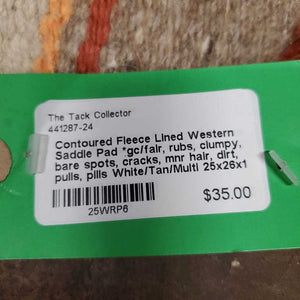 The Tack Collector
441287-24
Contoured Fleece Lined Western
Saddle Pad *gc/fair, rubs, clumpy,
bare spots, cracks, mnr hair, dirt,
pulls, pills White/Tan/Multi 25x26x1
$35.00
25WRP6